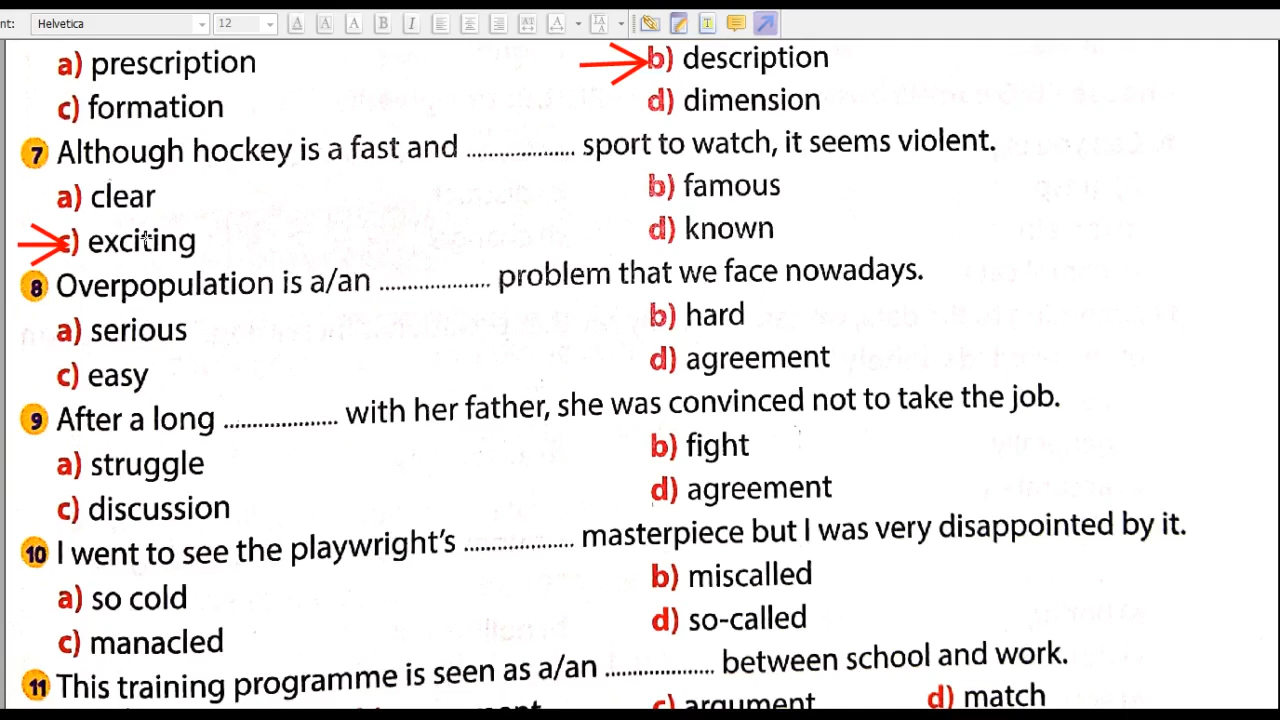 nt: Helvetica 12
a) prescription b) description
c) formation d) dimension
7 Although hockey is a fast and ................... sport to watch, it seems violent.
a) clear b) famous
c) exciting d) known
8 Overpopulation is a/an ................... problem that we face nowadays.
a) serious b) hard
c) easy d) agreement
9 After a long ................... with her father, she was convinced not to take the job.
a) struggle b) fight
c) discussion d) agreement
10 I went to see the playwright's ................... masterpiece but I was very disappointed by it.
a) so cold b) miscalled
c) manacled d) so-called
11 This training programme is seen as a/an ................... between school and work.
c) argument d) match